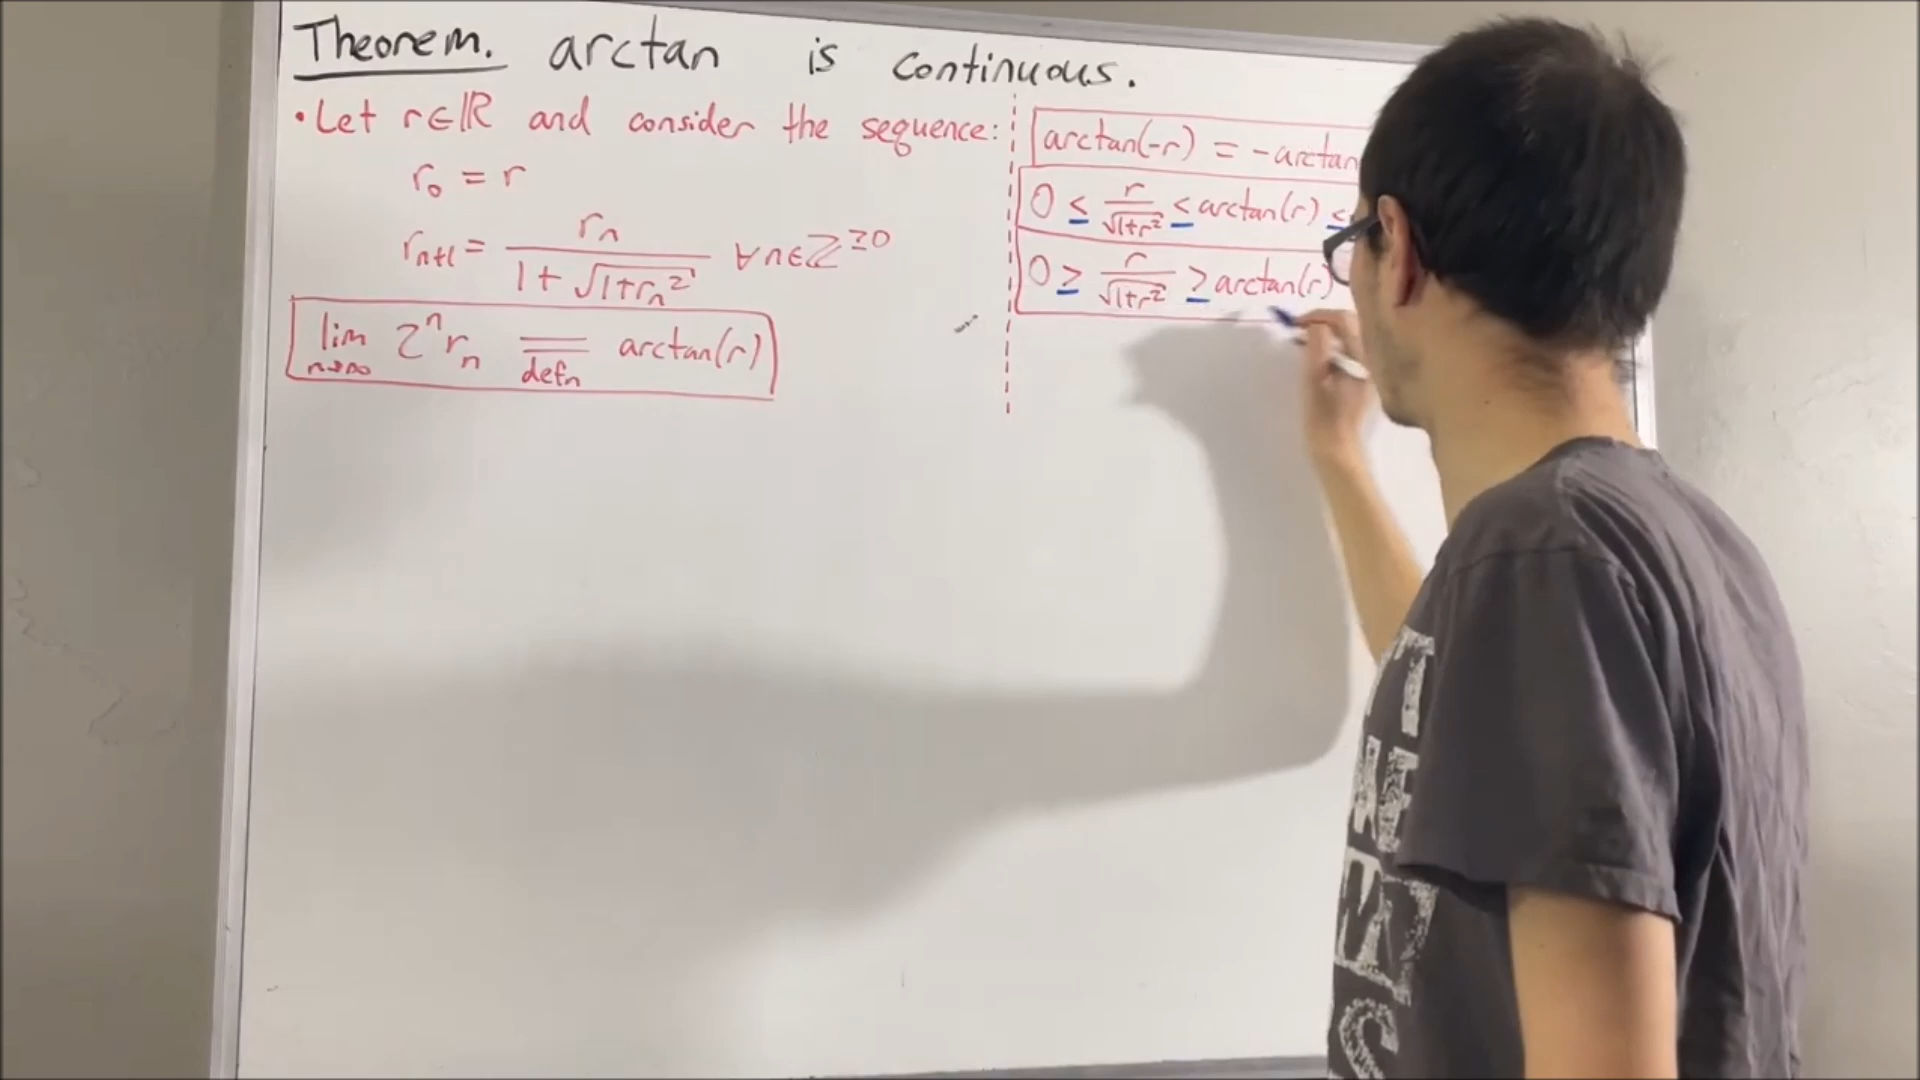 Theorem. arctan is continuous.
• Let r∈ℝ and consider the sequence:
r₀ = r
rₙ₊₁ = rₙ / (1 + √(1+rₙ²)) ∀n∈ℤ^≥0
lim n→∞ 2ⁿrₙ = defn arctan(r)
arctan(-r) = -arctan
0 ≤ r/√(1+r²) ≤ arctan(r) ≤
0 ≥ r/√(1+r²) ≥ arctan(r)